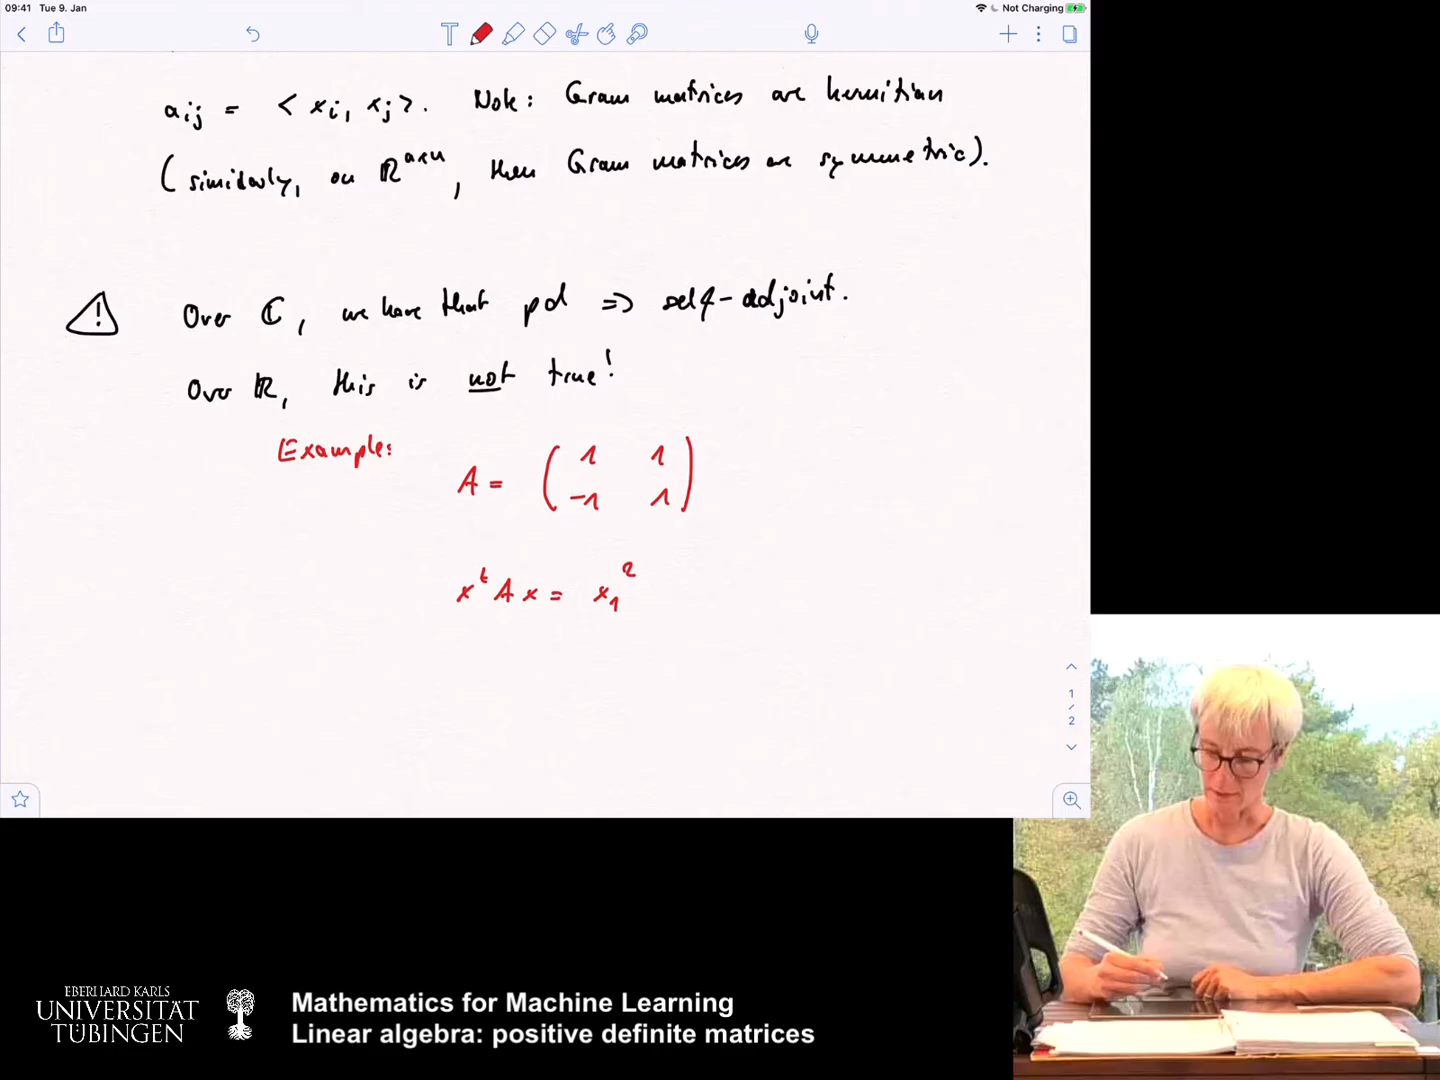 09:41 Tue 9. Jan
Not Charging
a_ij = < x_i, x_j >. Note: Gram matrices are hermitian
(similarly, on ℝ^{n×n}, then Gram matrices are symmetric).
Over ℂ, we have that pd => self-adjoint.
Over ℝ, this is not true!
Example:
A = ( 1 1
-1 1 )
x^t A x = x_1^2
1
/
2
EBERHARD KARLS
UNIVERSITÄT
TÜBINGEN
Mathematics for Machine Learning
Linear algebra: positive definite matrices